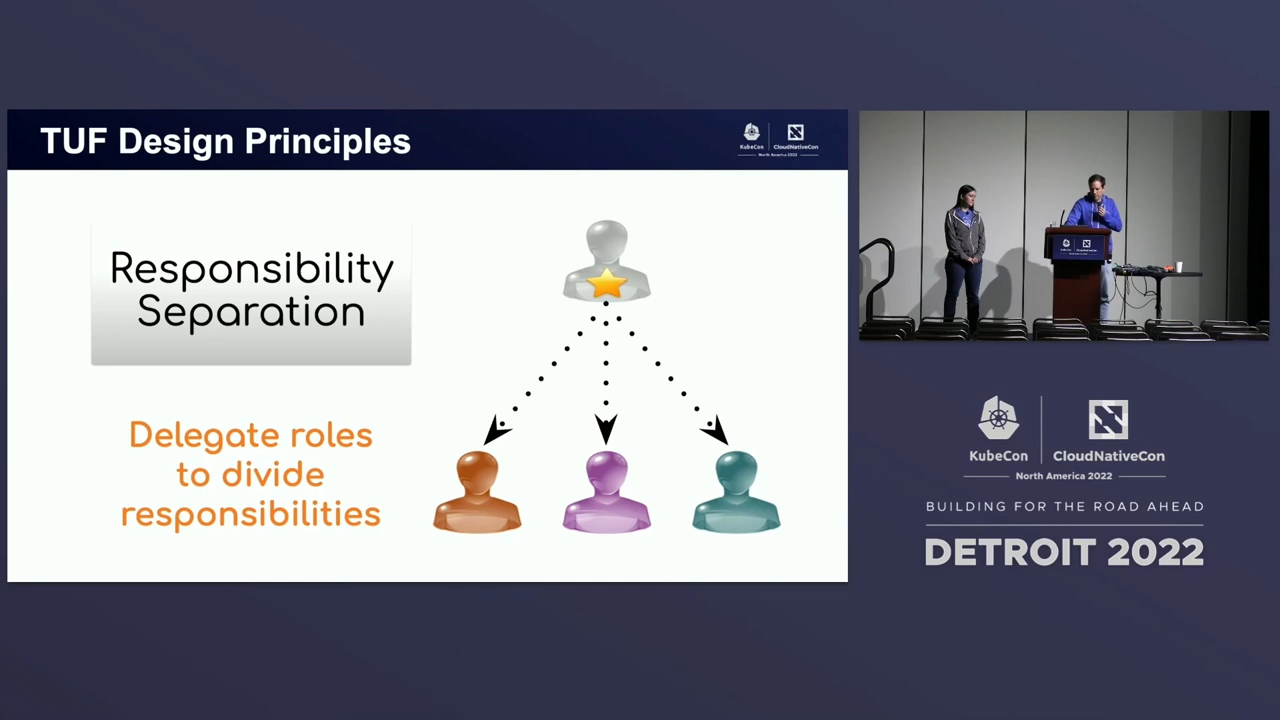 TUF Design Principles
KubeCon
CloudNativeCon
North America 2022
Responsibility
Separation
Delegate roles
to divide
responsibilities
KubeCon
CloudNativeCon
North America 2022
BUILDING FOR THE ROAD AHEAD
DETROIT 2022